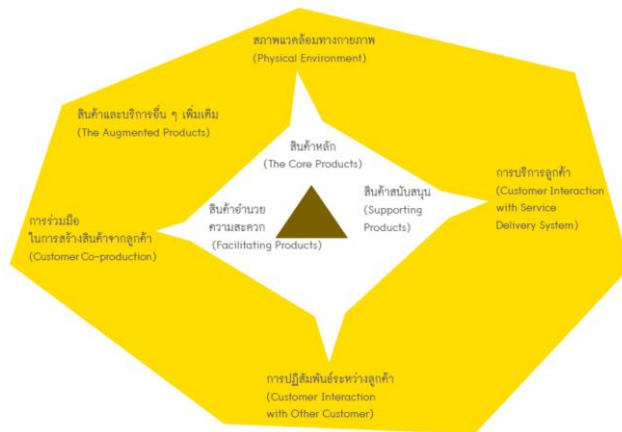 สภาพแวดล้อมทางกายภาพ
(Physical Environment)
สินค้าและบริการอื่น ๆ เพิ่มเติม
(The Augmented Products)
สินค้าหลัก
(The Core Products)
การบริการลูกค้า
(Customer Interaction
with Service
Delivery System)
สินค้าสนับสนุน
(Supporting
Products)
สินค้าอำนวย
ความสะดวก
(Facilitating Products)
การร่วมมือ
ในการสร้างสินค้าจากลูกค้า
(Customer Co-production)
การปฏิสัมพันธ์ระหว่างลูกค้า
(Customer Interaction
with Other Customer)